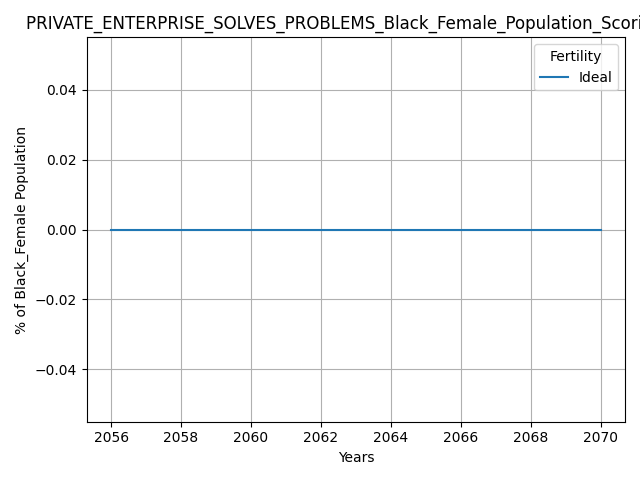 PRIVATE_ENTERPRISE_SOLVES_PROBLEMS_Black_Female_Population_Scori
Fertility
Ideal
0.04
0.02
0.00
−0.02
−0.04
% of Black_Female Population
2056 2058 2060 2062 2064 2066 2068 2070
Years